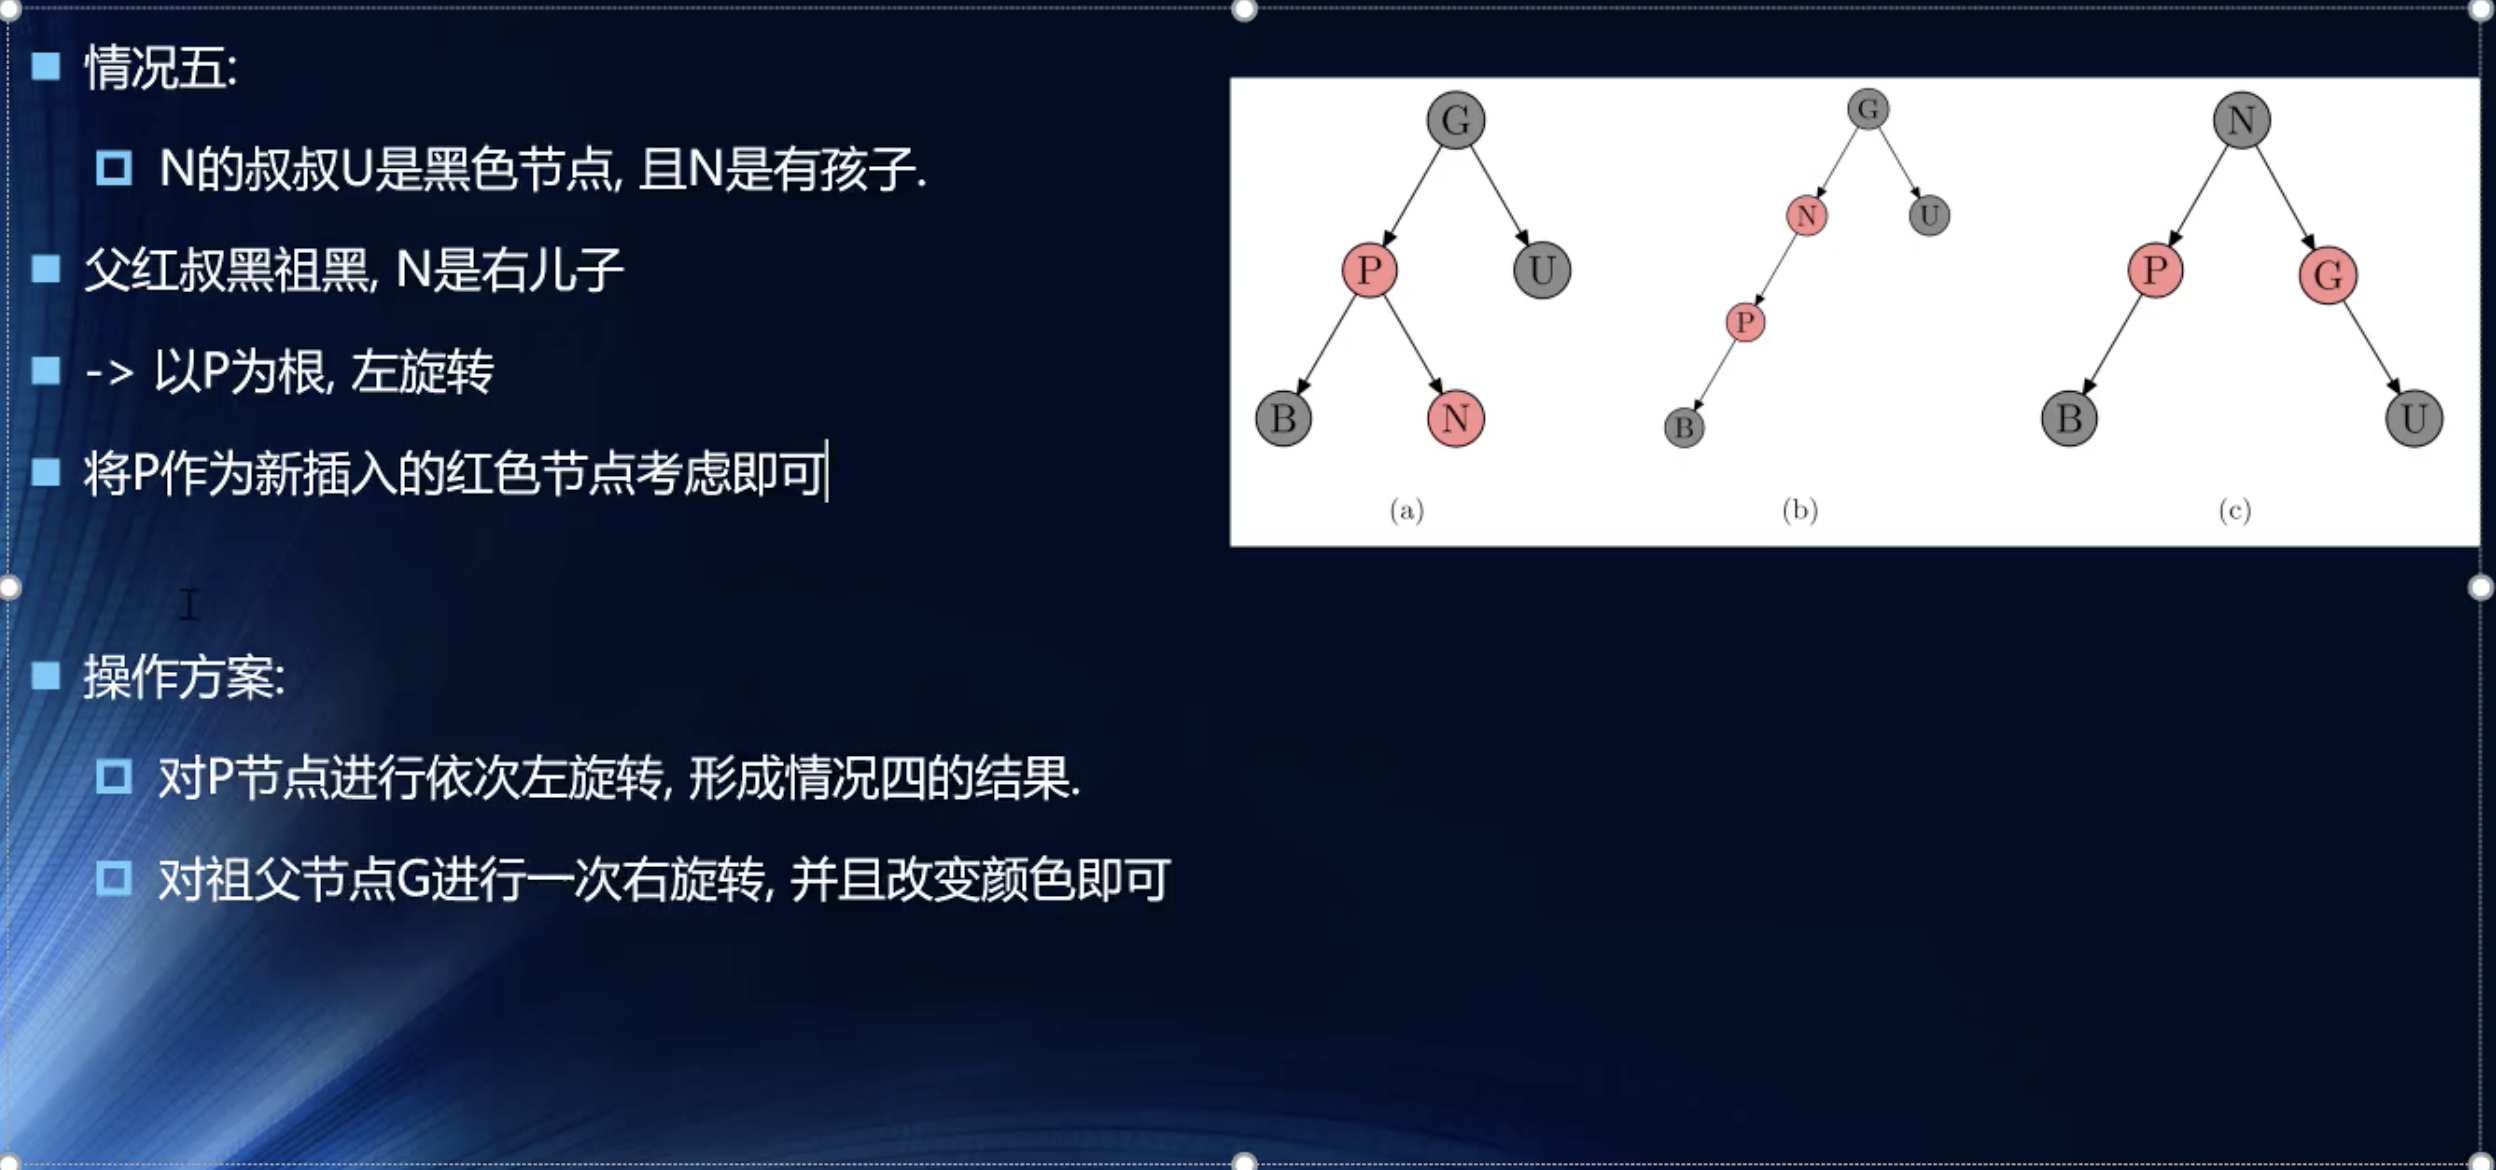 情况五:
N的叔叔U是黑色节点, 且N是有孩子.
父红叔黑祖黑, N是右儿子
-> 以P为根, 左旋转
将P作为新插入的红色节点考虑即可
操作方案:
对P节点进行依次左旋转, 形成情况四的结果.
对祖父节点G进行一次右旋转, 并且改变颜色即可
G
P
U
B
N
(a)
G
N
U
P
B
(b)
N
P
G
B
U
(c)